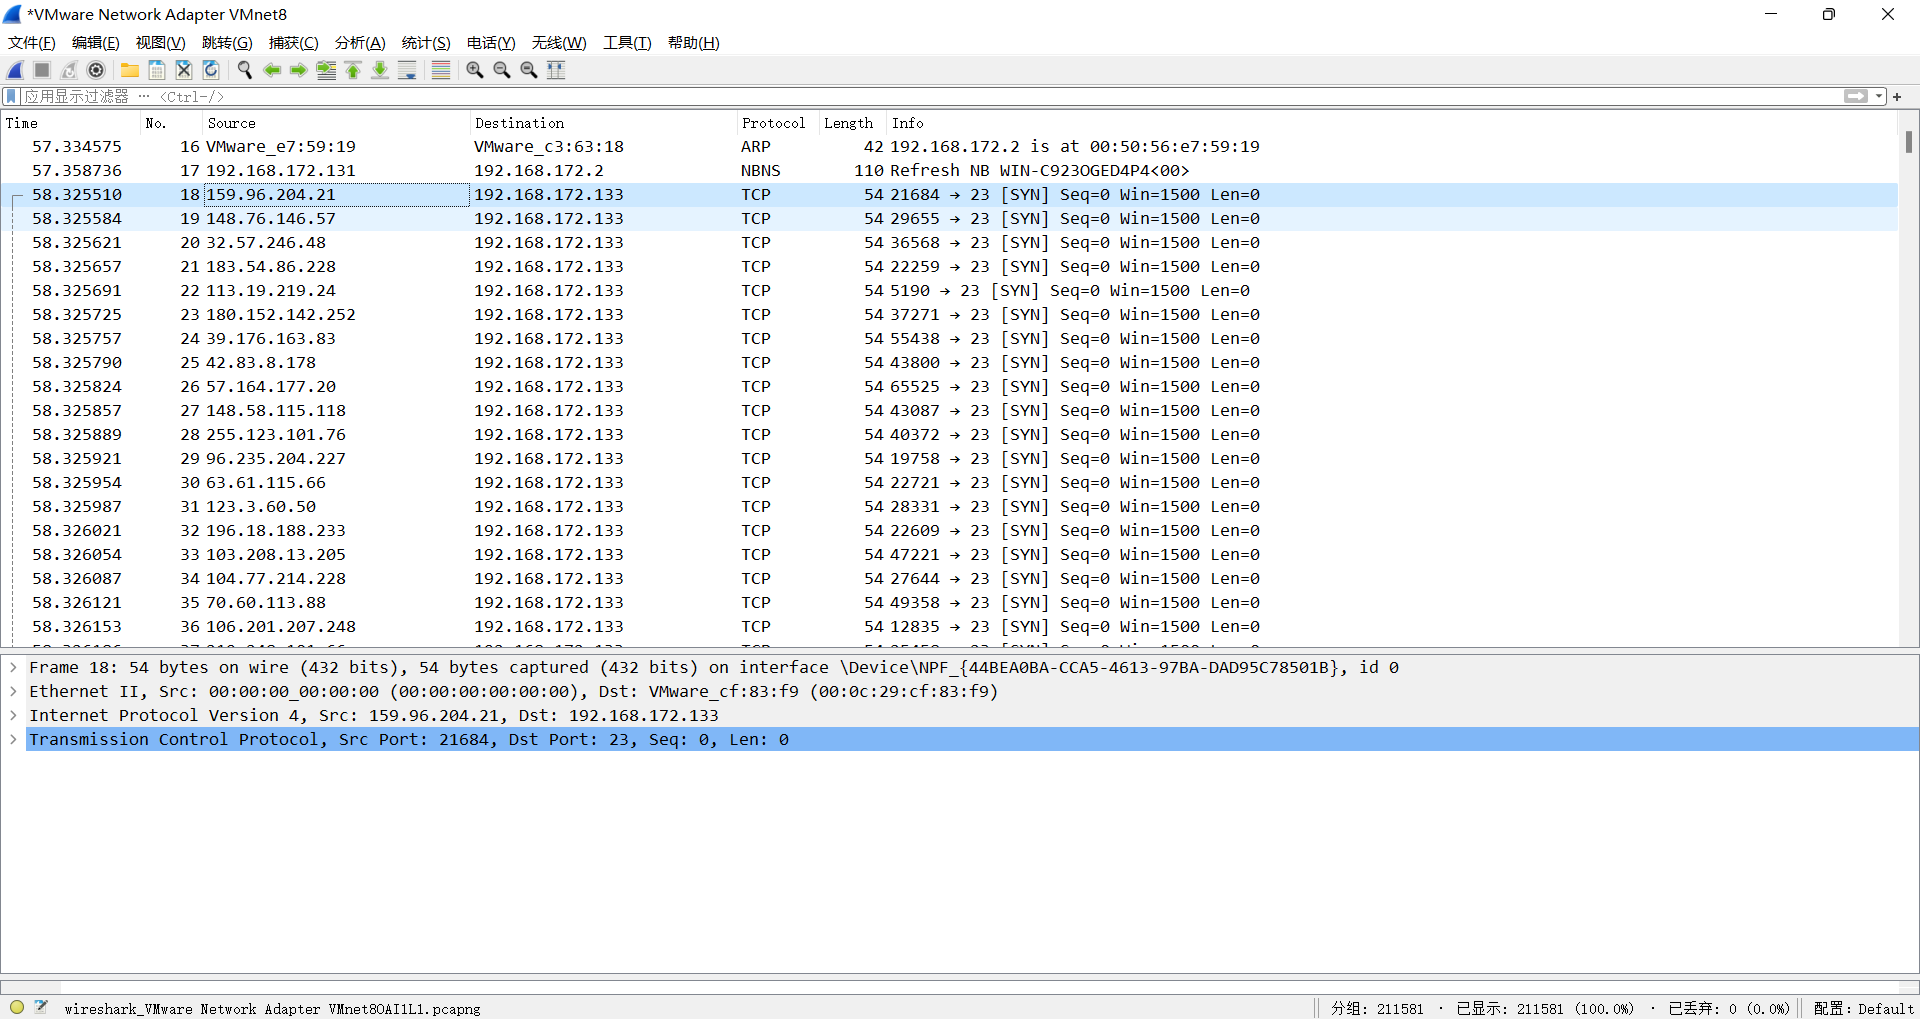 *VMware Network Adapter VMnet8
文件(F) 编辑(E) 视图(V) 跳转(G) 捕获(C) 分析(A) 统计(S) 电话(Y) 无线(W) 工具(T) 帮助(H)
应用显示过滤器 … <Ctrl-/>
Time No. Source Destination Protocol Length Info
57.334575 16 VMware_e7:59:19 VMware_c3:63:18 ARP 42 192.168.172.2 is at 00:50:56:e7:59:19
57.358736 17 192.168.172.131 192.168.172.2 NBNS 110 Refresh NB WIN-C923OGED4P4<00>
58.325510 18 159.96.204.21 192.168.172.133 TCP 54 21684 → 23 [SYN] Seq=0 Win=1500 Len=0
58.325584 19 148.76.146.57 192.168.172.133 TCP 54 29655 → 23 [SYN] Seq=0 Win=1500 Len=0
58.325621 20 32.57.246.48 192.168.172.133 TCP 54 36568 → 23 [SYN] Seq=0 Win=1500 Len=0
58.325657 21 183.54.86.228 192.168.172.133 TCP 54 22259 → 23 [SYN] Seq=0 Win=1500 Len=0
58.325691 22 113.19.219.24 192.168.172.133 TCP 54 5190 → 23 [SYN] Seq=0 Win=1500 Len=0
58.325725 23 180.152.142.252 192.168.172.133 TCP 54 37271 → 23 [SYN] Seq=0 Win=1500 Len=0
58.325757 24 39.176.163.83 192.168.172.133 TCP 54 55438 → 23 [SYN] Seq=0 Win=1500 Len=0
58.325790 25 42.83.8.178 192.168.172.133 TCP 54 43800 → 23 [SYN] Seq=0 Win=1500 Len=0
58.325824 26 57.164.177.20 192.168.172.133 TCP 54 65525 → 23 [SYN] Seq=0 Win=1500 Len=0
58.325857 27 148.58.115.118 192.168.172.133 TCP 54 43087 → 23 [SYN] Seq=0 Win=1500 Len=0
58.325889 28 255.123.101.76 192.168.172.133 TCP 54 40372 → 23 [SYN] Seq=0 Win=1500 Len=0
58.325921 29 96.235.204.227 192.168.172.133 TCP 54 19758 → 23 [SYN] Seq=0 Win=1500 Len=0
58.325954 30 63.61.115.66 192.168.172.133 TCP 54 22721 → 23 [SYN] Seq=0 Win=1500 Len=0
58.325987 31 123.3.60.50 192.168.172.133 TCP 54 28331 → 23 [SYN] Seq=0 Win=1500 Len=0
58.326021 32 196.18.188.233 192.168.172.133 TCP 54 22609 → 23 [SYN] Seq=0 Win=1500 Len=0
58.326054 33 103.208.13.205 192.168.172.133 TCP 54 47221 → 23 [SYN] Seq=0 Win=1500 Len=0
58.326087 34 104.77.214.228 192.168.172.133 TCP 54 27644 → 23 [SYN] Seq=0 Win=1500 Len=0
58.326121 35 70.60.113.88 192.168.172.133 TCP 54 49358 → 23 [SYN] Seq=0 Win=1500 Len=0
58.326153 36 106.201.207.248 192.168.172.133 TCP 54 12835 → 23 [SYN] Seq=0 Win=1500 Len=0
Frame 18: 54 bytes on wire (432 bits), 54 bytes captured (432 bits) on interface \Device\NPF_{44BEA0BA-CCA5-4613-97BA-DAD95C78501B}, id 0
Ethernet II, Src: 00:00:00_00:00:00 (00:00:00:00:00:00), Dst: VMware_cf:83:f9 (00:0c:29:cf:83:f9)
Internet Protocol Version 4, Src: 159.96.204.21, Dst: 192.168.172.133
Transmission Control Protocol, Src Port: 21684, Dst Port: 23, Seq: 0, Len: 0
wireshark_VMware Network Adapter VMnet8OAI1L1.pcapng 分组: 211581 · 已显示: 211581 (100.0%) · 已丢弃: 0 (0.0%) 配置: Default